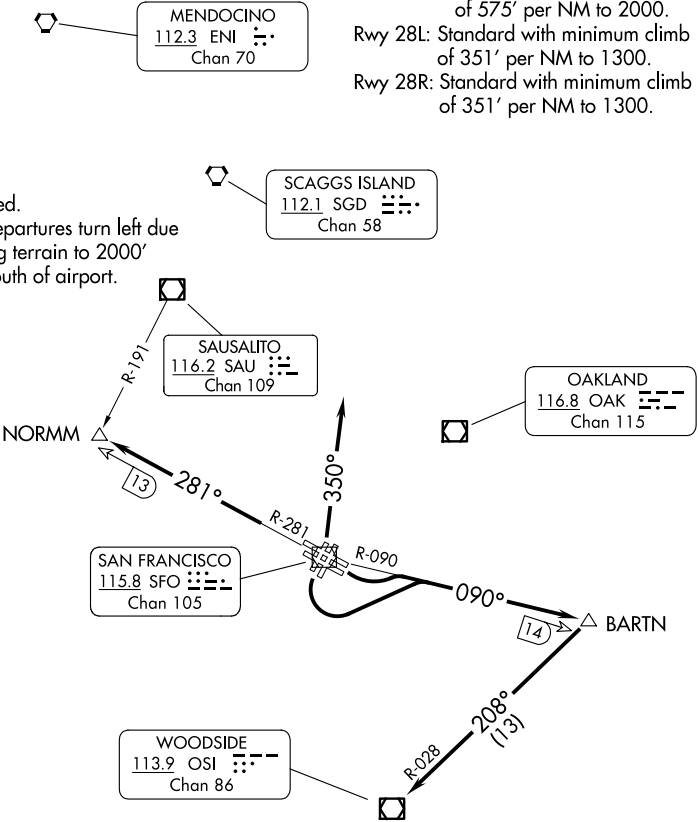 MENDOCINO
112.3 ENI
Chan 70
of 575’ per NM to 2000.
Rwy 28L: Standard with minimum climb
of 351’ per NM to 1300.
Rwy 28R: Standard with minimum climb
of 351’ per NM to 1300.
SCAGGS ISLAND
112.1 SGD
Chan 58
ed.
epartures turn left due
g terrain to 2000’
outh of airport.
SAUSALITO
116.2 SAU
Chan 109
R-191
OAKLAND
116.8 OAK
Chan 115
NORMM
13
281°
350°
R-281
R-090
SAN FRANCISCO
115.8 SFO
Chan 105
090°
14
BARTN
208°
(13)
R-028
WOODSIDE
113.9 OSI
Chan 86